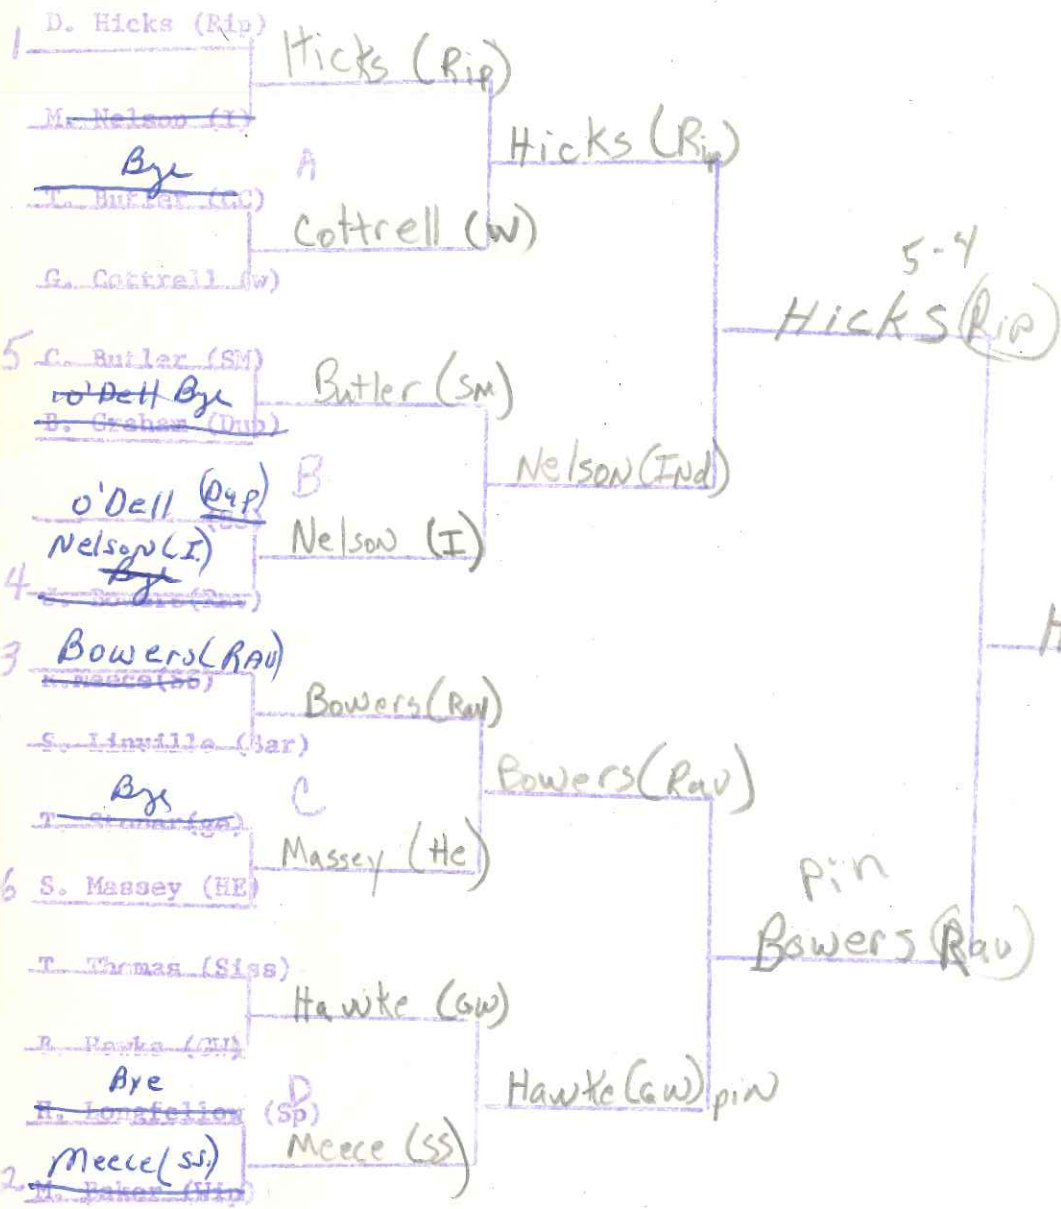 1 D. Hicks (Rip)
Hicks (Rip)
M. Nelson (I)
Hicks (Rip)
Bye
A
T. Butler (GC)
Cottrell (W)
G. Cottrell (W)
5-4
Hicks (Rip)
5 C. Butler (SM)
Butler (SM)
O'Dell Bye
B. Graham (Dup)
B
Nelson (Ind)
O'Dell (Dup)
Nelson (I)
Nelson (I)
Bye
4
H
3 Bowers (Rav)
Bowers (Rav)
S. Linville (Bar)
Bowers (Rav)
Bye
C
T.
Massey (He)
6 S. Massey (HE)
pin
Bowers (Rav)
T. Thomas (Siss)
Hawke (GW)
Hawke (GW) pin
Bye
D
H. Longfellow (Sp)
Meece (SS)
Meece (SS)
2 M. Baker (Wip)